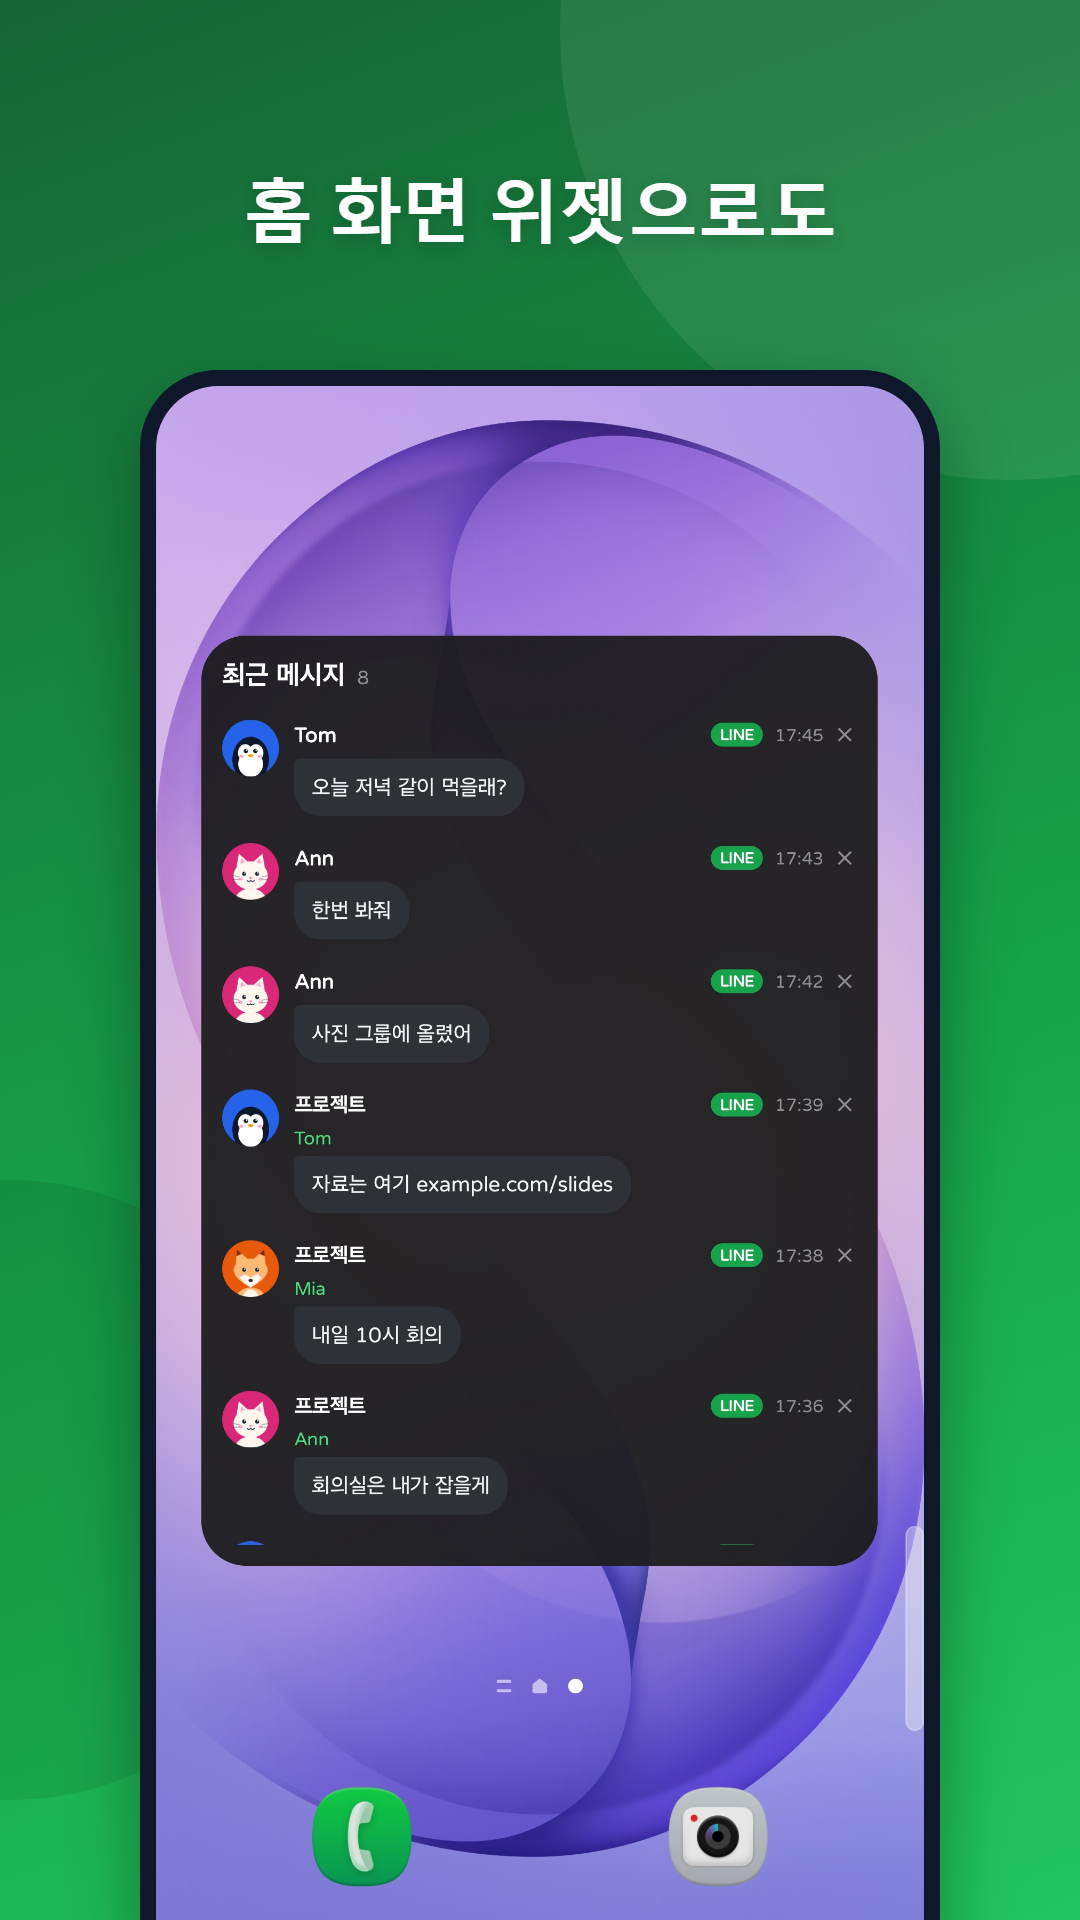 홈 화면 위젯으로도
최근 메시지 8
Tom LINE 17:45
오늘 저녁 같이 먹을래?
Ann LINE 17:43
한번 봐줘
Ann LINE 17:42
사진 그룹에 올렸어
프로젝트 LINE 17:39
Tom
자료는 여기 example.com/slides
프로젝트 LINE 17:38
Mia
내일 10시 회의
프로젝트 LINE 17:36
Ann
회의실은 내가 잡을게